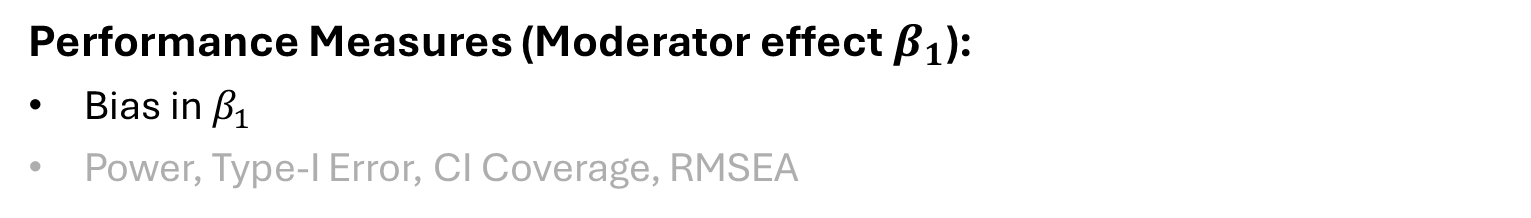 Performance Measures (Moderator effect β₁):
• Bias in β₁
• Power, Type-I Error, CI Coverage, RMSEA